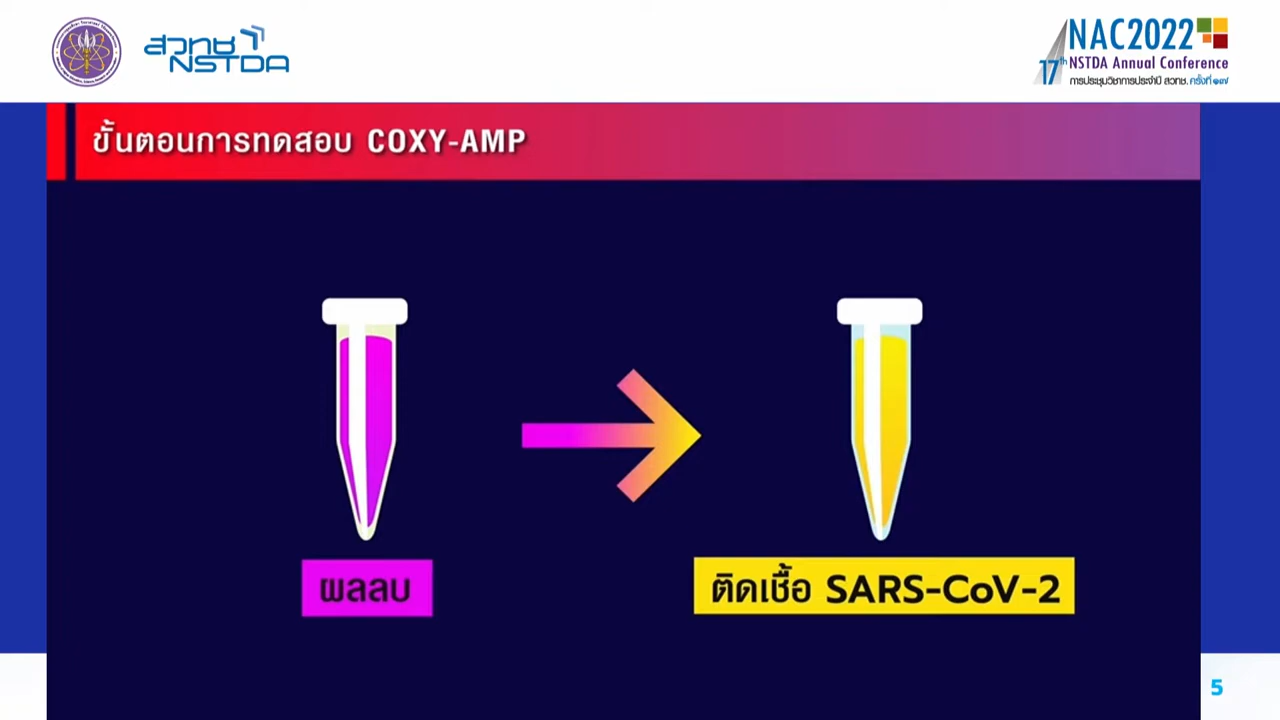 สวทช
NSTDA
NAC2022
17th NSTDA Annual Conference
การประชุมวิชาการประจำปี สวทช. ครั้งที่ ๑๗
ขั้นตอนการทดสอบ COXY-AMP
ผลลบ
ติดเชื้อ SARS-CoV-2
5